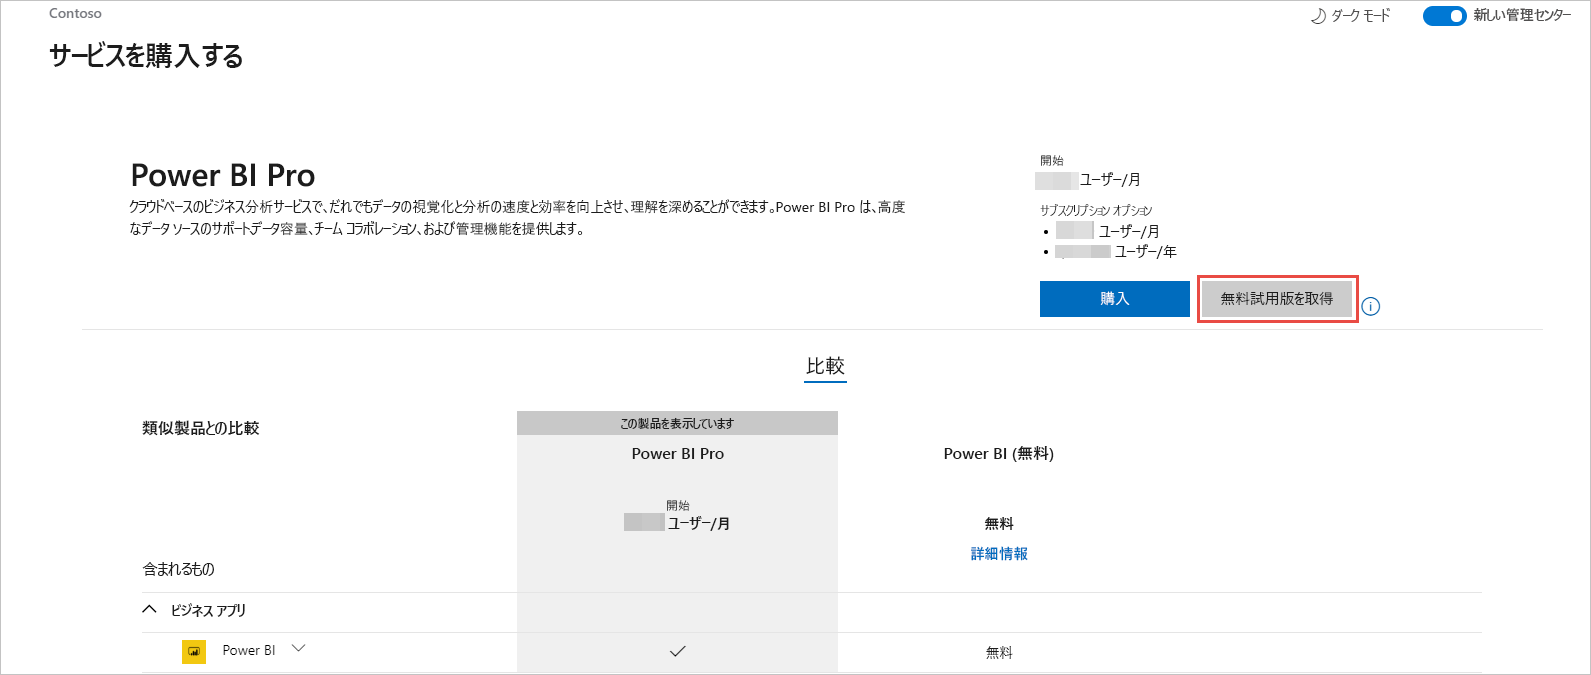 Contoso
ダーク モード
新しい管理センター
サービスを購入する
Power BI Pro
クラウドベースのビジネス分析サービスで、だれでもデータの視覚化と分析の速度と効率を向上させ、理解を深めることができます。Power BI Pro は、高度
なデータ ソースのサポート、データ容量、チーム コラボレーション、および管理機能を提供します。
開始
ユーザー/月
サブスクリプション オプション
• ユーザー/月
• ユーザー/年
購入
無料試用版を取得
比較
類似製品との比較
この製品を表示しています
Power BI Pro
Power BI (無料)
開始
ユーザー/月
無料
詳細情報
含まれるもの
ビジネス アプリ
Power BI
無料